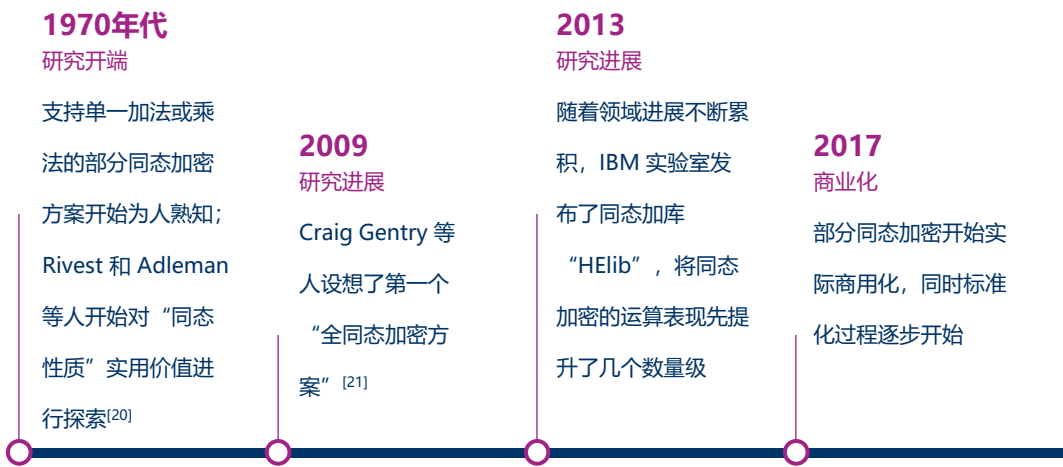 1970年代
研究开端
支持单一加法或乘
法的部分同态加密
方案开始为人熟知；
Rivest 和 Adleman
等人开始对“同态
性质”实用价值进
行探索[20]
2009
研究进展
Craig Gentry 等
人设想了第一个
“全同态加密方
案”[21]
2013
研究进展
随着领域进展不断累
积，IBM 实验室发
布了同态加库
“HElib”，将同态
加密的运算表现先提
升了几个数量级
2017
商业化
部分同态加密开始实
际商用化，同时标准
化过程逐步开始